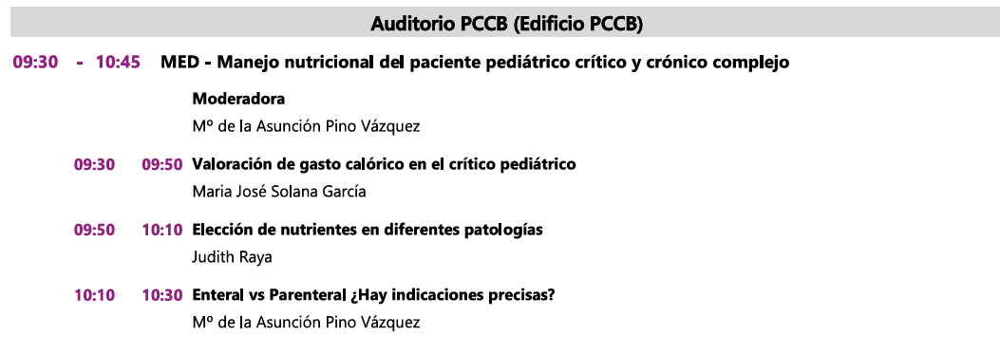 Auditorio PCCB (Edificio PCCB)
09:30 - 10:45 MED - Manejo nutricional del paciente pediátrico crítico y crónico complejo
Moderadora
Mº de la Asunción Pino Vázquez
09:30 09:50 Valoración de gasto calórico en el crítico pediátrico
Maria José Solana García
09:50 10:10 Elección de nutrientes en diferentes patologías
Judith Raya
10:10 10:30 Enteral vs Parenteral ¿Hay indicaciones precisas?
Mº de la Asunción Pino Vázquez